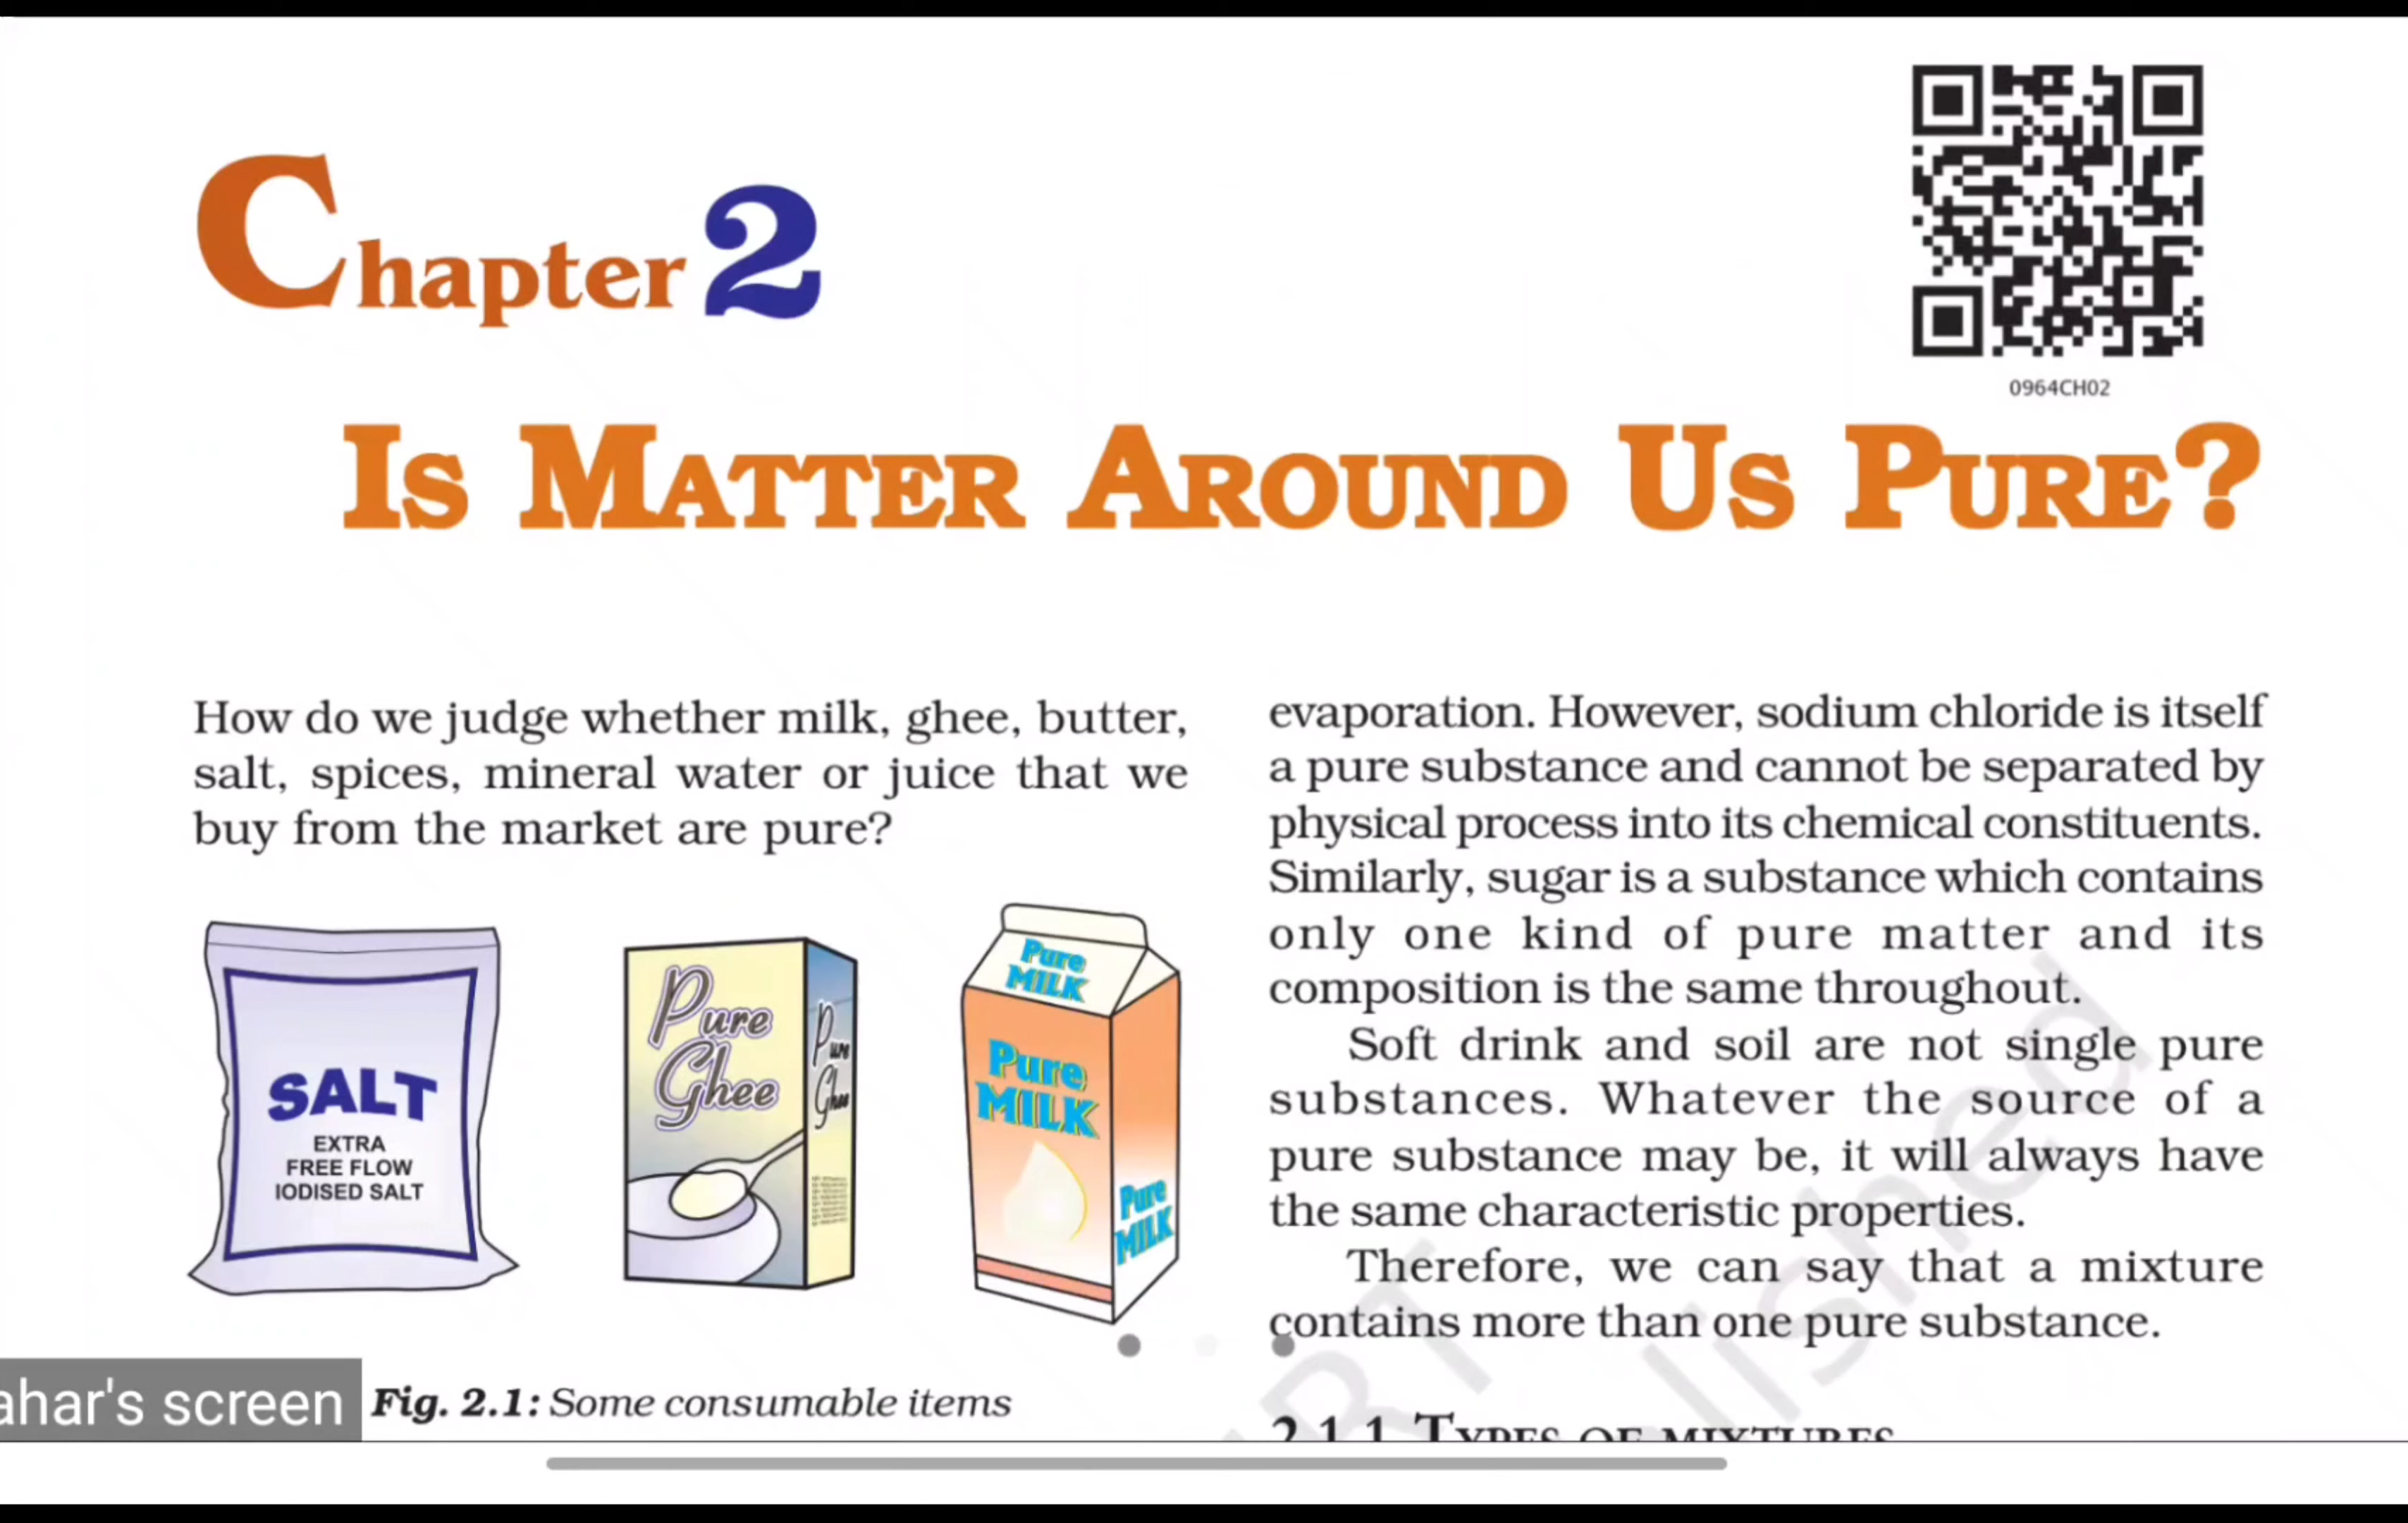 Chapter 2
0964CH02
IS MATTER AROUND US PURE?
How do we judge whether milk, ghee, butter,
salt, spices, mineral water or juice that we
buy from the market are pure?
SALT
EXTRA
FREE FLOW
IODISED SALT
Pure
Ghee
Pure
Ghee
Pure
MILK
Pure
MILK
Pure
MILK
Fig. 2.1: Some consumable items
evaporation. However, sodium chloride is itself
a pure substance and cannot be separated by
physical process into its chemical constituents.
Similarly, sugar is a substance which contains
only one kind of pure matter and its
composition is the same throughout.
Soft drink and soil are not single pure
substances. Whatever the source of a
pure substance may be, it will always have
the same characteristic properties.
Therefore, we can say that a mixture
contains more than one pure substance.
2.1.1 TYPES OF MIXTURES
ahar's screen